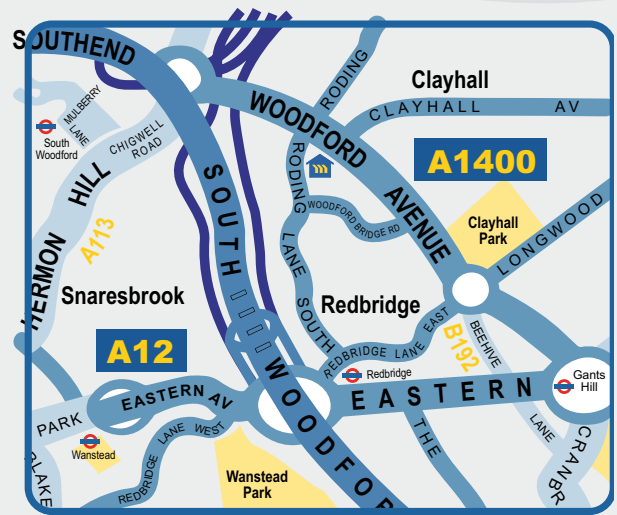 SOUTHEND
RODING
Clayhall
CLAYHALL AV
MULBERRY
LANE
South
Woodford
CHIGWELL
ROAD
WOODFORD
AVENUE
A1400
RODING
LANE
SOUTH
WOODFORD BRIDGE RD
Clayhall
Park
LONGWOOD
HERMON HILL
A113
SOUTH
WOODFOR
Snaresbrook
Redbridge
A12
REDBRIDGE LANE EAST
B192
BEEHIVE
LANE
Redbridge
Gants
Hill
EASTERN AV
EASTERN
PARK
Wanstead
BLAKE
REDBRIDGE LANE WEST
Wanstead
Park
THE
CRANBR